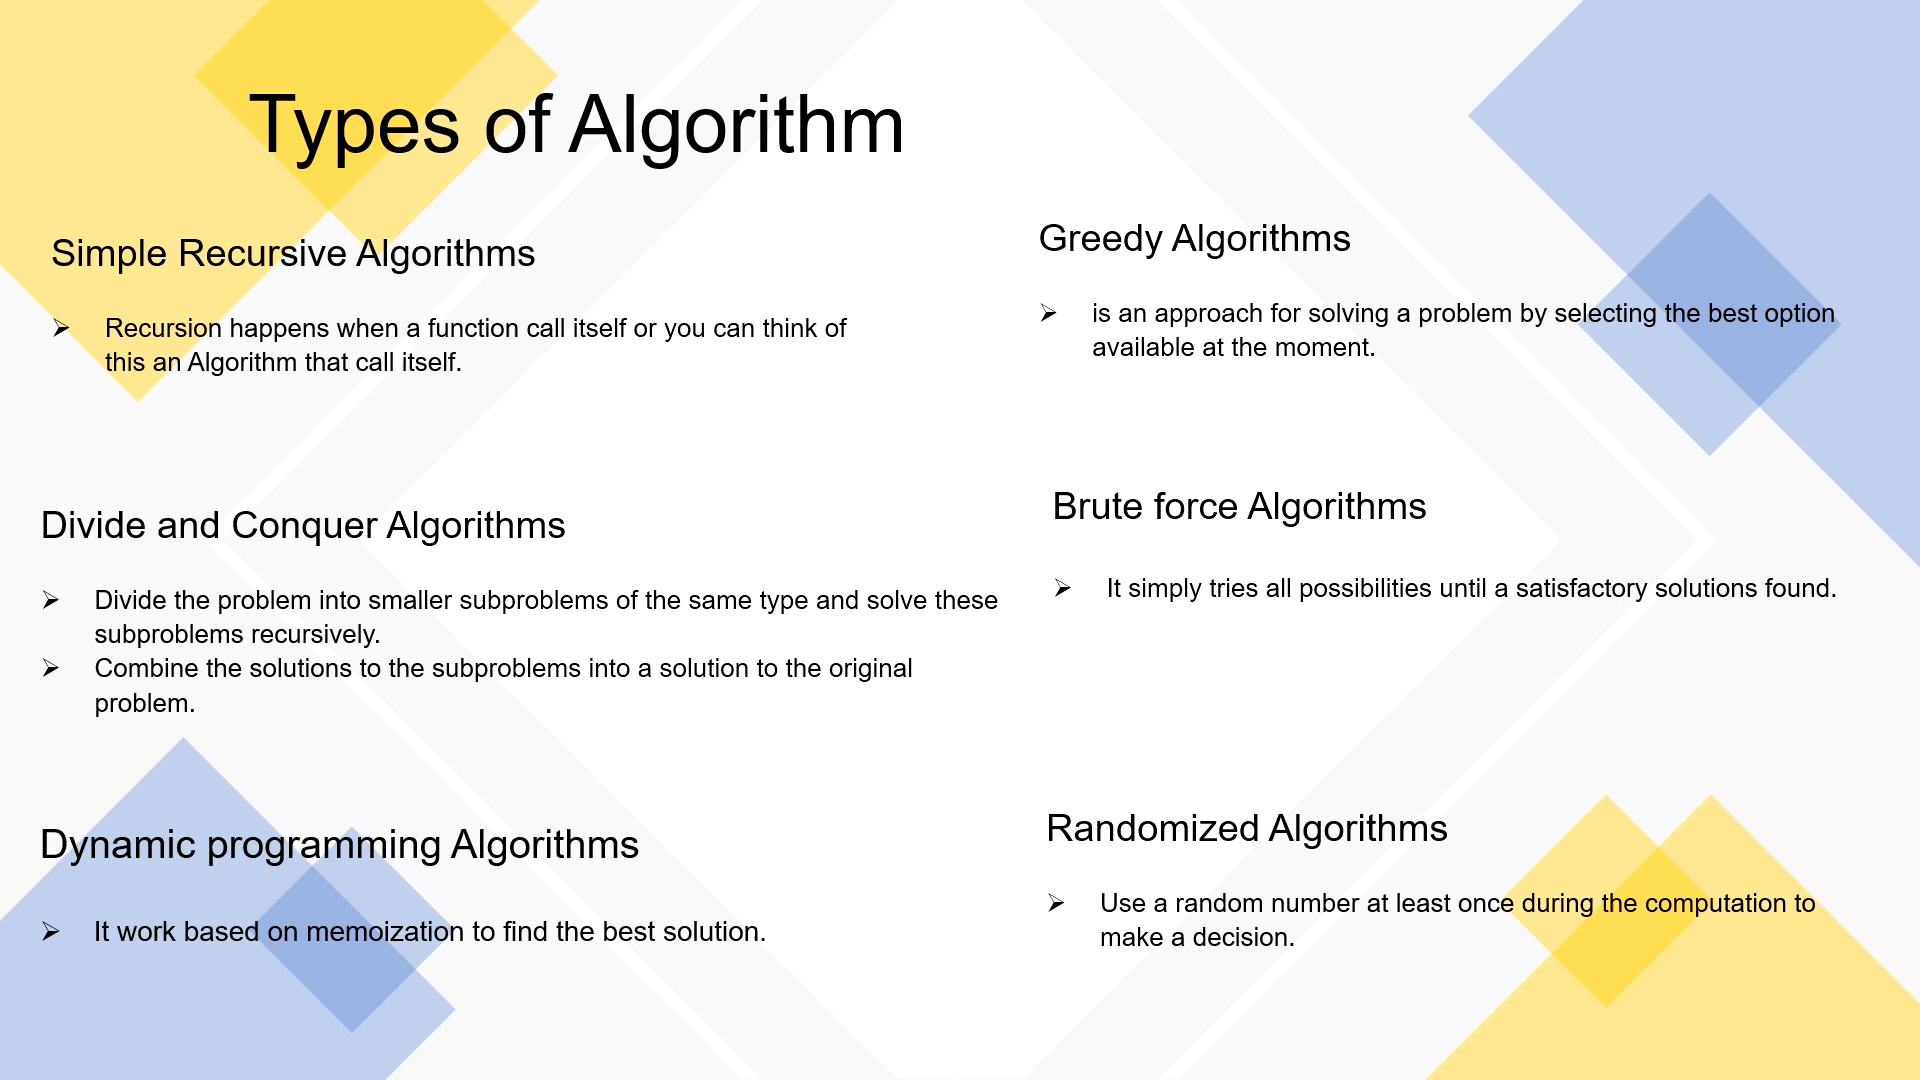 Types of Algorithm
Simple Recursive Algorithms
➢ Recursion happens when a function call itself or you can think of
this an Algorithm that call itself.
Divide and Conquer Algorithms
➢ Divide the problem into smaller subproblems of the same type and solve these
subproblems recursively.
➢ Combine the solutions to the subproblems into a solution to the original
problem.
Dynamic programming Algorithms
➢ It work based on memoization to find the best solution.
Greedy Algorithms
➢ is an approach for solving a problem by selecting the best option
available at the moment.
Brute force Algorithms
➢ It simply tries all possibilities until a satisfactory solutions found.
Randomized Algorithms
➢ Use a random number at least once during the computation to
make a decision.